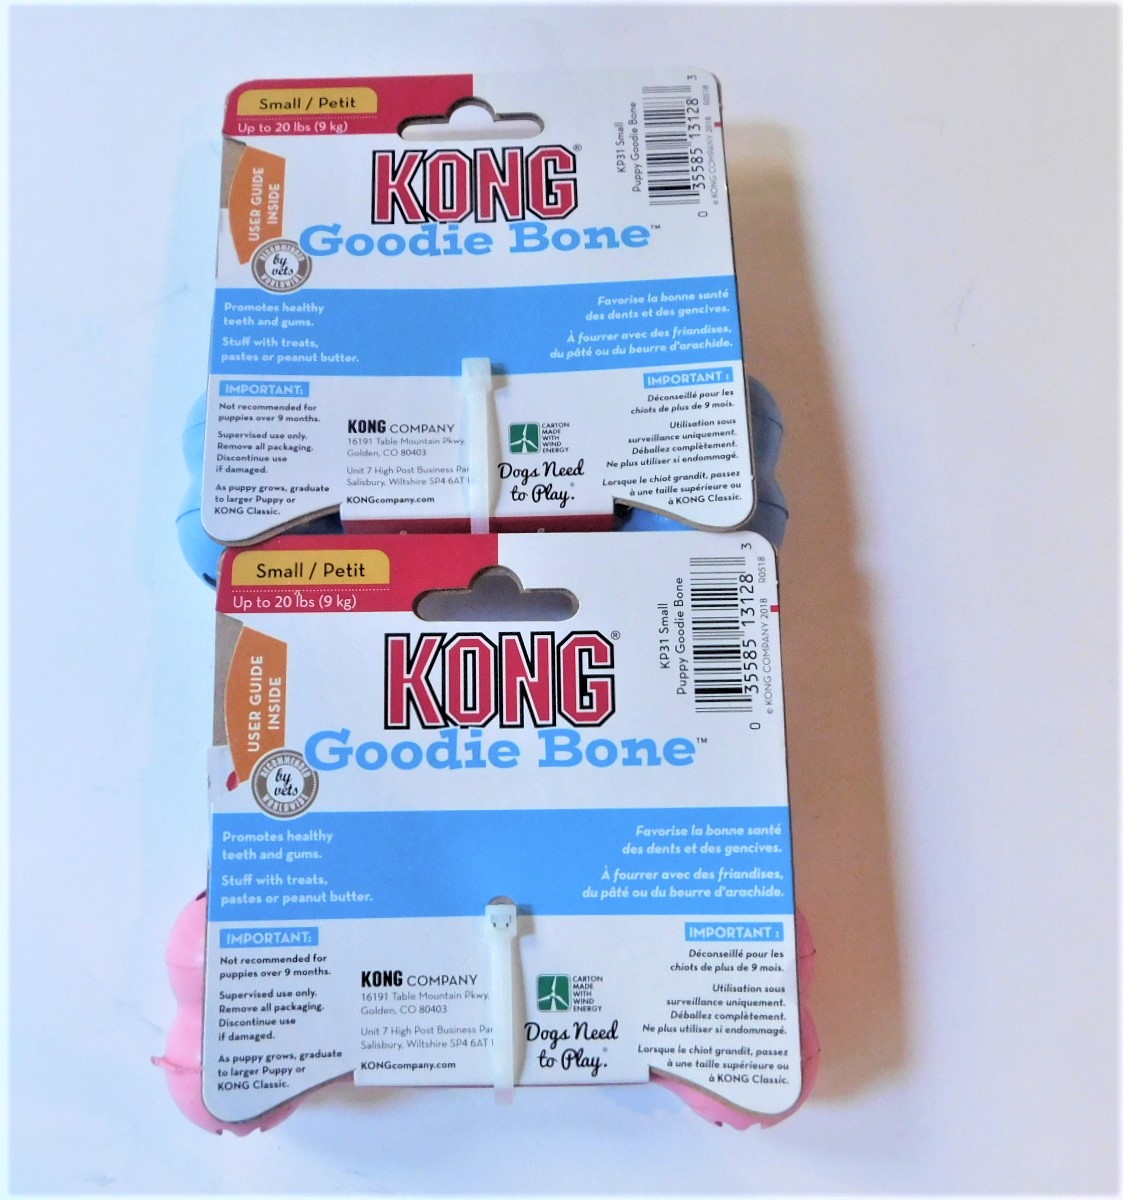 Small / Petit
Up to 20 lbs (9 kg)
USER GUIDE
INSIDE
RECOMMENDED
by
vets
WORLDWIDE
KONG®
Goodie Bone™
KP31 Small
Puppy Goodie Bone
0 35585 13128 3
© KONG COMPANY 2018 R0518
Promotes healthy
teeth and gums.
Stuff with treats,
pastes or peanut butter.
Favorise la bonne santé
des dents et des gencives.
À fourrer avec des friandises,
du pâté ou du beurre d'arachide.
IMPORTANT:
Not recommended for
puppies over 9 months.
Supervised use only.
Remove all packaging.
Discontinue use
if damaged.
As puppy grows, graduate
to larger Puppy or
KONG Classic.
KONG COMPANY
16191 Table Mountain Pkwy.
Golden, CO 80403
Unit 7 High Post Business
Salisbury, Wiltshire SP4 6AT
KONGcompany.com
CARTON
MADE
WITH
WIND
ENERGY
Dogs Need
to Play.®
IMPORTANT :
Déconseillé pour les
chiots de plus de 9 mois.
Utilisation sous
surveillance uniquement.
Déballez complètement.
Ne plus utiliser si endommagé.
Lorsque le chiot grandit, passez
à une taille supérieure ou
à KONG Classic.
Small / Petit
Up to 20 lbs (9 kg)
USER GUIDE
INSIDE
RECOMMENDED
by
vets
WORLDWIDE
KONG®
Goodie Bone™
KP31 Small
Puppy Goodie Bone
0 35585 13128 3
© KONG COMPANY 2018 R0518
Promotes healthy
teeth and gums.
Stuff with treats,
pastes or peanut butter.
Favorise la bonne santé
des dents et des gencives.
À fourrer avec des friandises,
du pâté ou du beurre d'arachide.
IMPORTANT:
Not recommended for
puppies over 9 months.
Supervised use only.
Remove all packaging.
Discontinue use
if damaged.
As puppy grows, graduate
to larger Puppy or
KONG Classic.
KONG COMPANY
16191 Table Mountain Pkwy.
Golden, CO 80403
Unit 7 High Post Business
Salisbury, Wiltshire SP4 6AT
KONGcompany.com
CARTON
MADE
WITH
WIND
ENERGY
Dogs Need
to Play.®
IMPORTANT :
Déconseillé pour les
chiots de plus de 9 mois.
Utilisation sous
surveillance uniquement.
Déballez complètement.
Ne plus utiliser si endommagé.
Lorsque le chiot grandit, passez
à une taille supérieure ou
à KONG Classic.